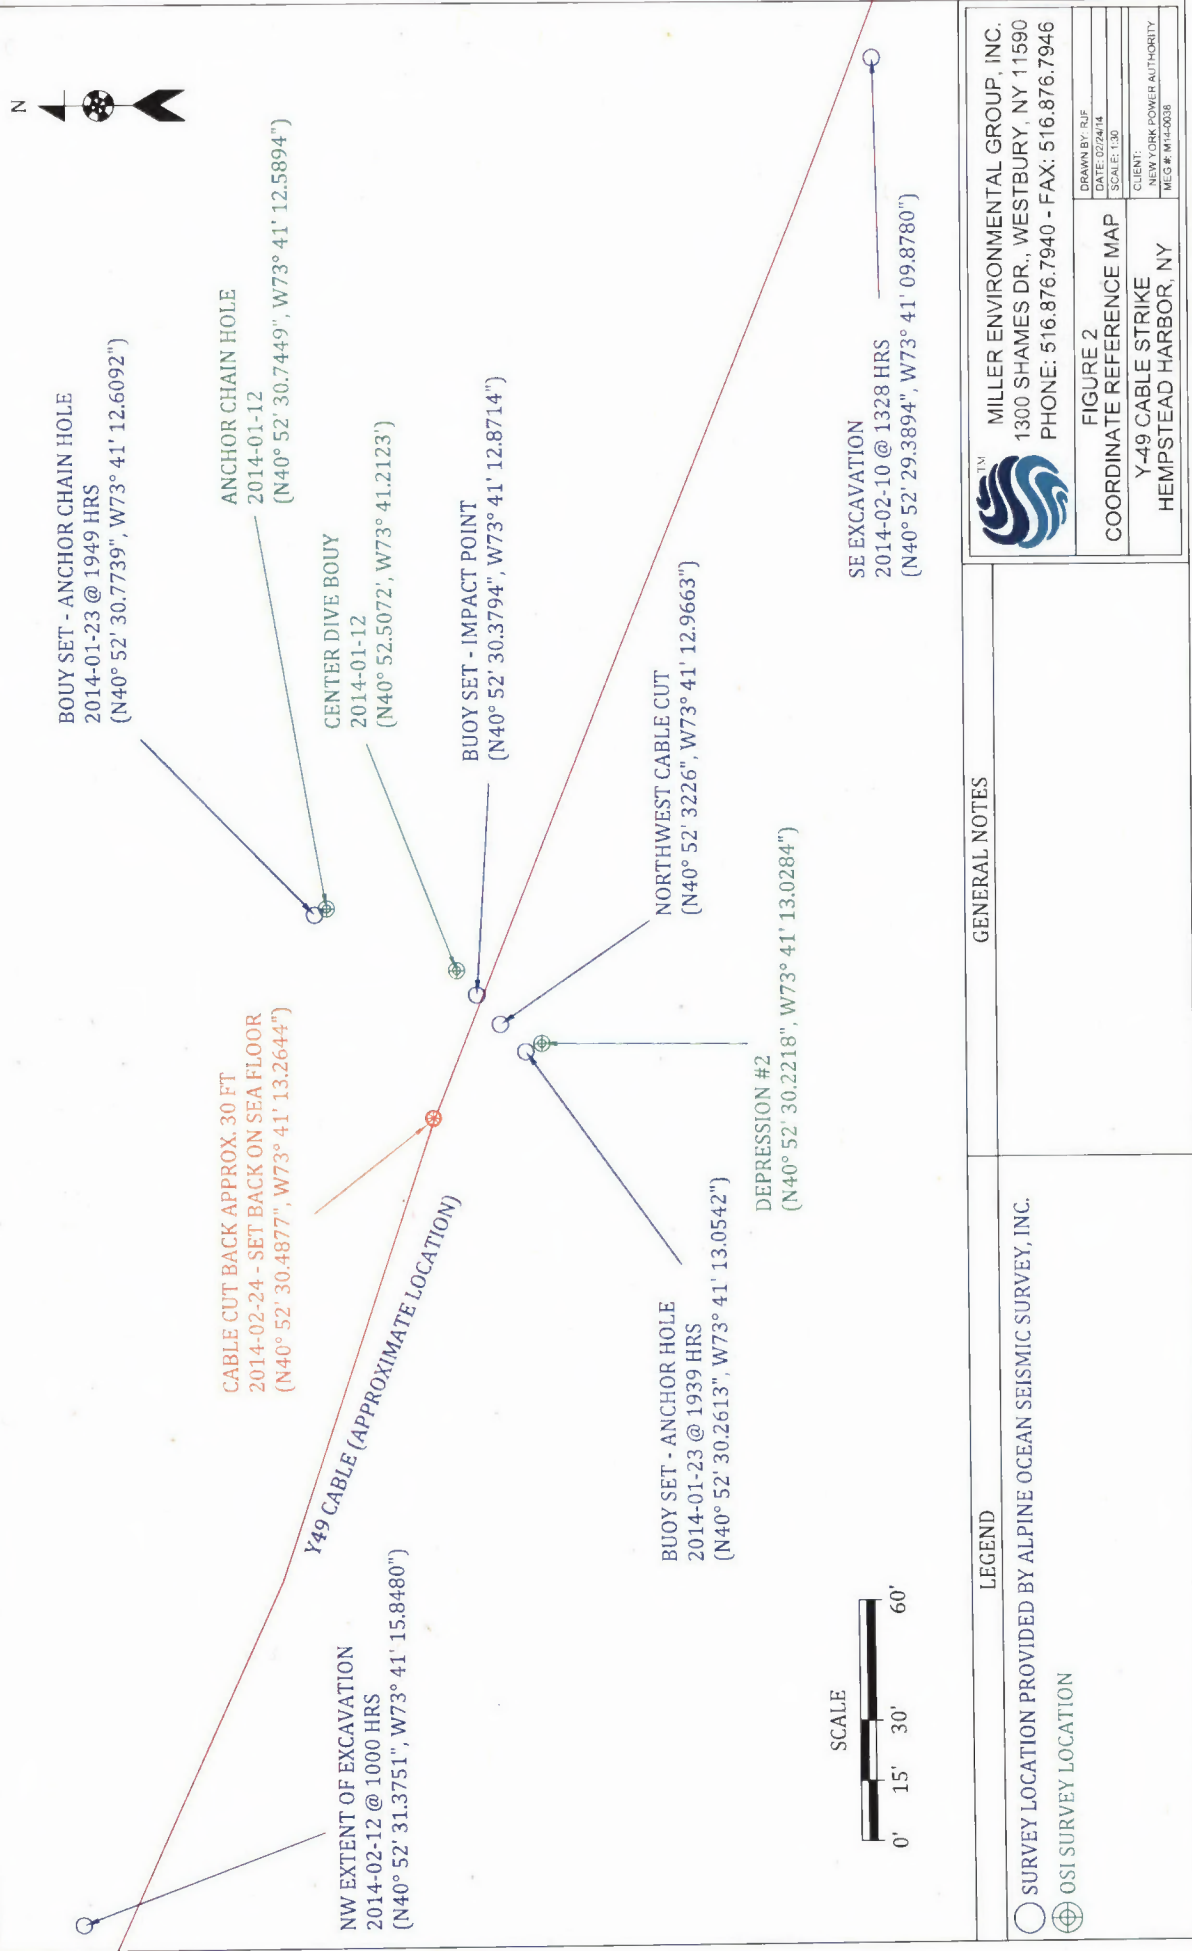 N
BOUY SET - ANCHOR CHAIN HOLE
2014-01-23 @ 1949 HRS
(N40° 52' 30.7739", W73° 41' 12.6092")
ANCHOR CHAIN HOLE
2014-01-12
(N40° 52' 30.7449", W73° 41' 12.5894")
CENTER DIVE BOUY
2014-01-12
(N40° 52.5072', W73° 41.2123')
BUOY SET - IMPACT POINT
(N40° 52' 30.3794", W73° 41' 12.8714")
CABLE CUT BACK APPROX. 30 FT
2014-02-24 - SET BACK ON SEA FLOOR
(N40° 52' 30.4877", W73° 41' 13.2644")
Y49 CABLE (APPROXIMATE LOCATION)
NW EXTENT OF EXCAVATION
2014-02-12 @ 1000 HRS
(N40° 52' 31.3751", W73° 41' 15.8480")
NORTHWEST CABLE CUT
(N40° 52' 3226", W73° 41' 12.9663")
BUOY SET - ANCHOR HOLE
2014-01-23 @ 1939 HRS
(N40° 52' 30.2613", W73° 41' 13.0542")
DEPRESSION #2
(N40° 52' 30.2218", W73° 41' 13.0284")
SE EXCAVATION
2014-02-10 @ 1328 HRS
(N40° 52' 29.3894", W73° 41' 09.8780")
SCALE
0' 15' 30' 60'
LEGEND
SURVEY LOCATION PROVIDED BY ALPINE OCEAN SEISMIC SURVEY, INC.
OSI SURVEY LOCATION
GENERAL NOTES
TM
MILLER ENVIRONMENTAL GROUP, INC.
1300 SHAMES DR., WESTBURY, NY 11590
PHONE: 516.876.7940 - FAX: 516.876.7946
FIGURE 2
COORDINATE REFERENCE MAP
Y-49 CABLE STRIKE
HEMPSTEAD HARBOR, NY
DRAWN BY: RJF
DATE: 02/24/14
SCALE: 1:30
CLIENT:
NEW YORK POWER AUTHORITY
MEG #: M14-0036